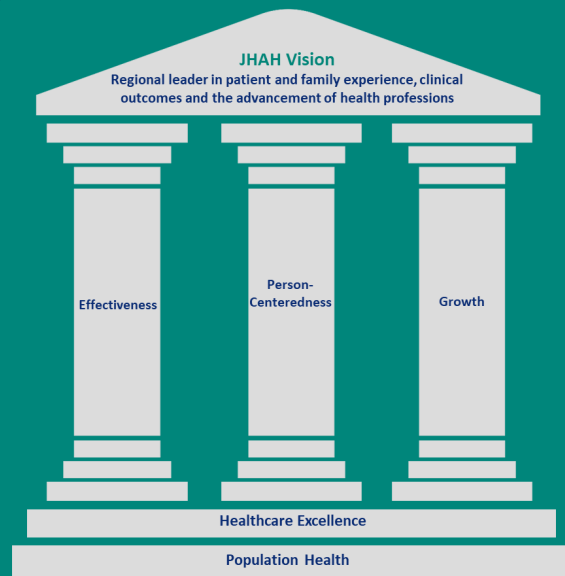 JHAH Vision
Regional leader in patient and family experience, clinical
outcomes and the advancement of health professions
Effectiveness
Person-
Centeredness
Growth
Healthcare Excellence
Population Health